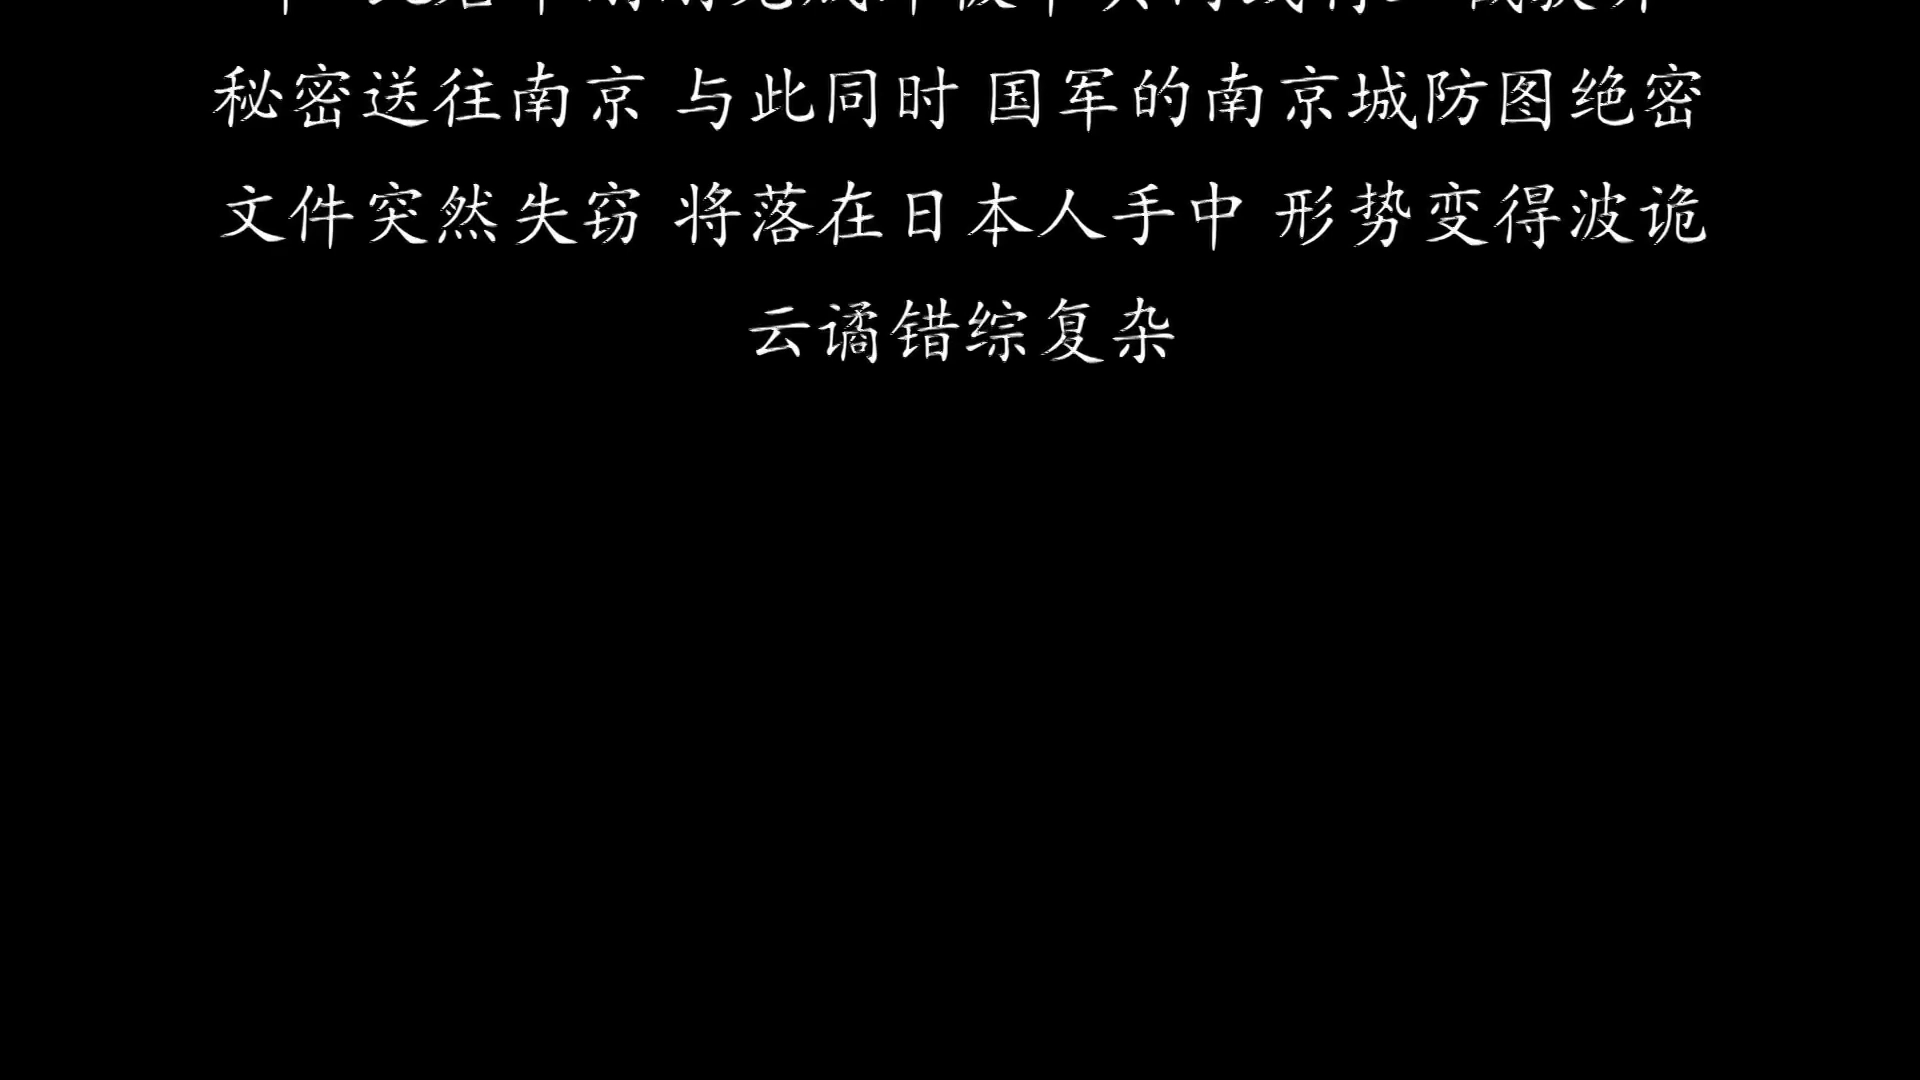 秘密送往南京 与此同时 国军的南京城防图绝密
文件突然失窃 将落在日本人手中 形势变得波诡
云谲错综复杂